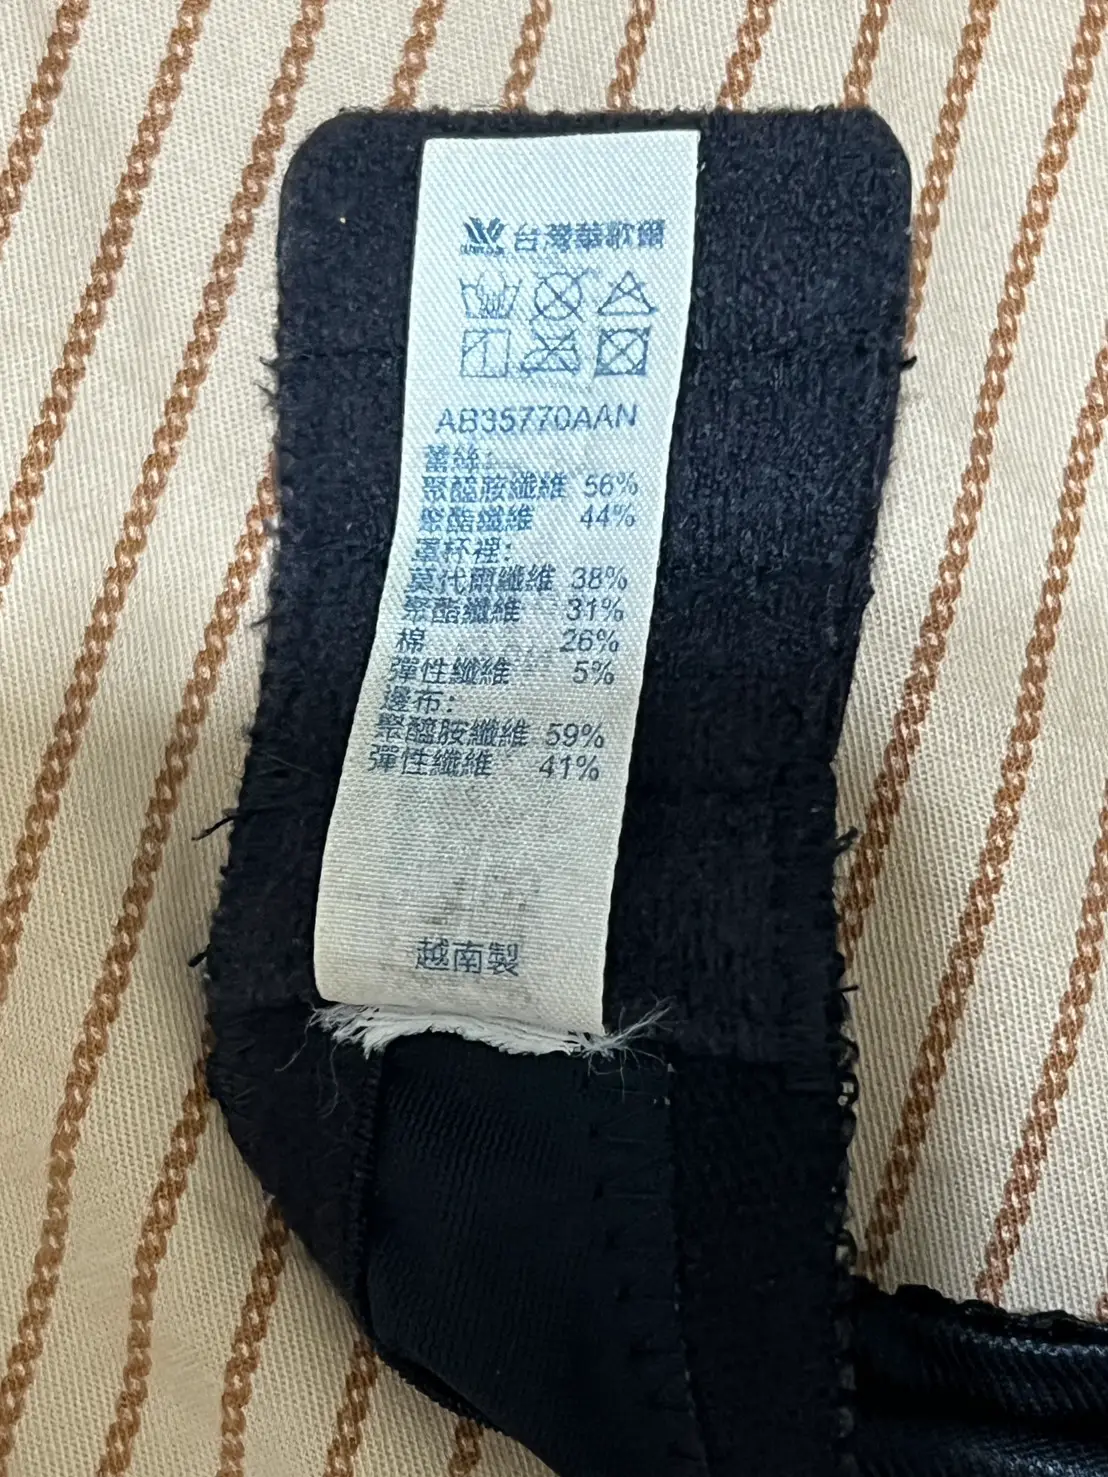 台灣華歌爾
AB35770AAN
蕾絲:
聚醯胺纖維 56%
聚酯纖維 44%
罩杯裡:
莫代爾纖維 38%
聚酯纖維 31%
棉 26%
彈性纖維 5%
邊布:
聚醯胺纖維 59%
彈性纖維 41%
越南製